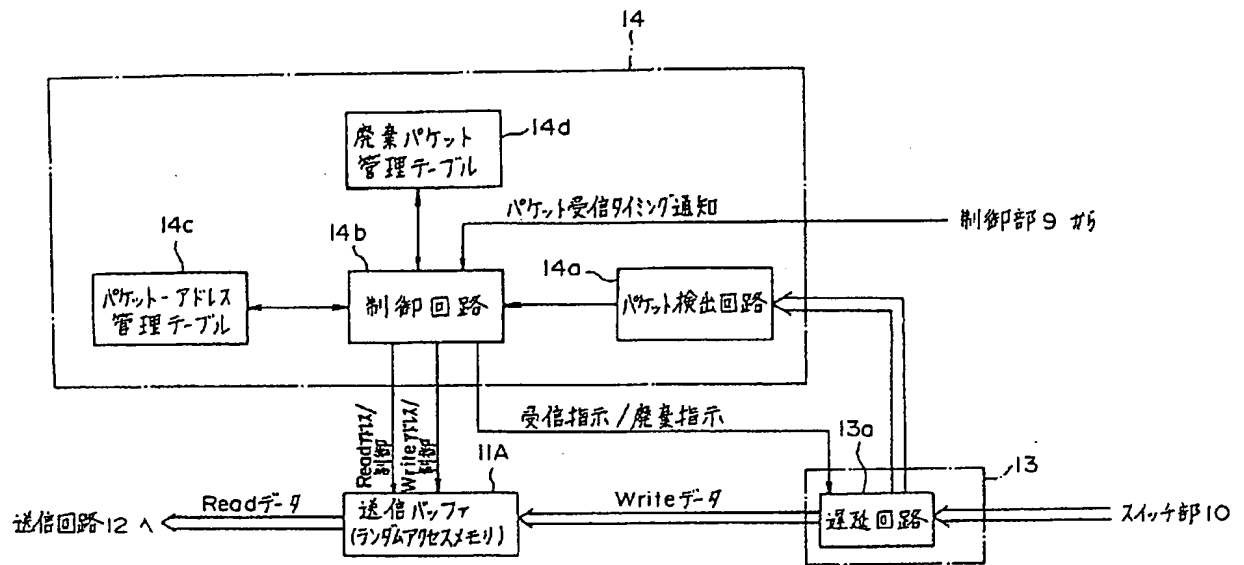 14
廃棄パケット
管理テーブル
14d
パケット受信タイミング通知
制御部9から
14c
14b
14a
パケット-アドレス
管理テーブル
制御回路
パケット検出回路
Readアドレス/
制御
Writeアドレス/
制御
受信指示/廃棄指示
13a
13
11A
Readデータ
送信回路12へ
送信バッファ
(ランダムアクセスメモリ)
Writeデータ
遅延回路
スイッチ部10